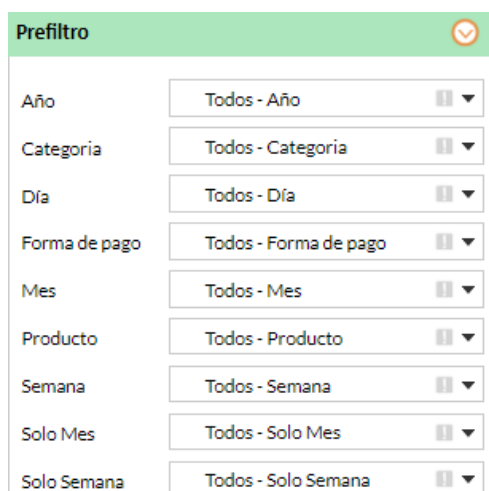 Prefiltro
Año Todos - Año
Categoria Todos - Categoria
Día Todos - Día
Forma de pago Todos - Forma de pago
Mes Todos - Mes
Producto Todos - Producto
Semana Todos - Semana
Solo Mes Todos - Solo Mes
Solo Semana Todos - Solo Semana